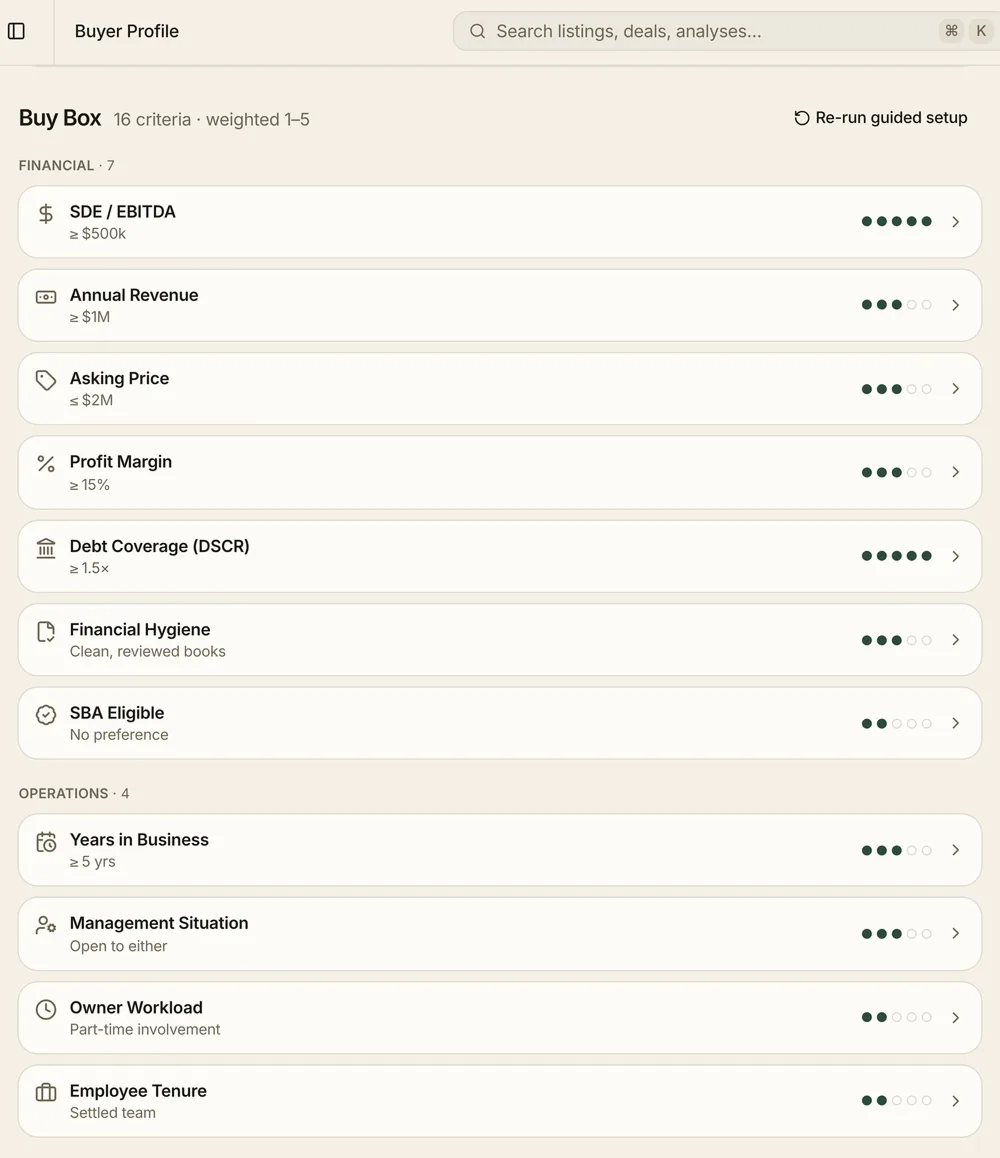 Buyer Profile
Search listings, deals, analyses...
⌘ K
Buy Box 16 criteria · weighted 1–5
Re-run guided setup
FINANCIAL · 7
SDE / EBITDA
≥ $500k
Annual Revenue
≥ $1M
Asking Price
≤ $2M
Profit Margin
≥ 15%
Debt Coverage (DSCR)
≥ 1.5×
Financial Hygiene
Clean, reviewed books
SBA Eligible
No preference
OPERATIONS · 4
Years in Business
≥ 5 yrs
Management Situation
Open to either
Owner Workload
Part-time involvement
Employee Tenure
Settled team